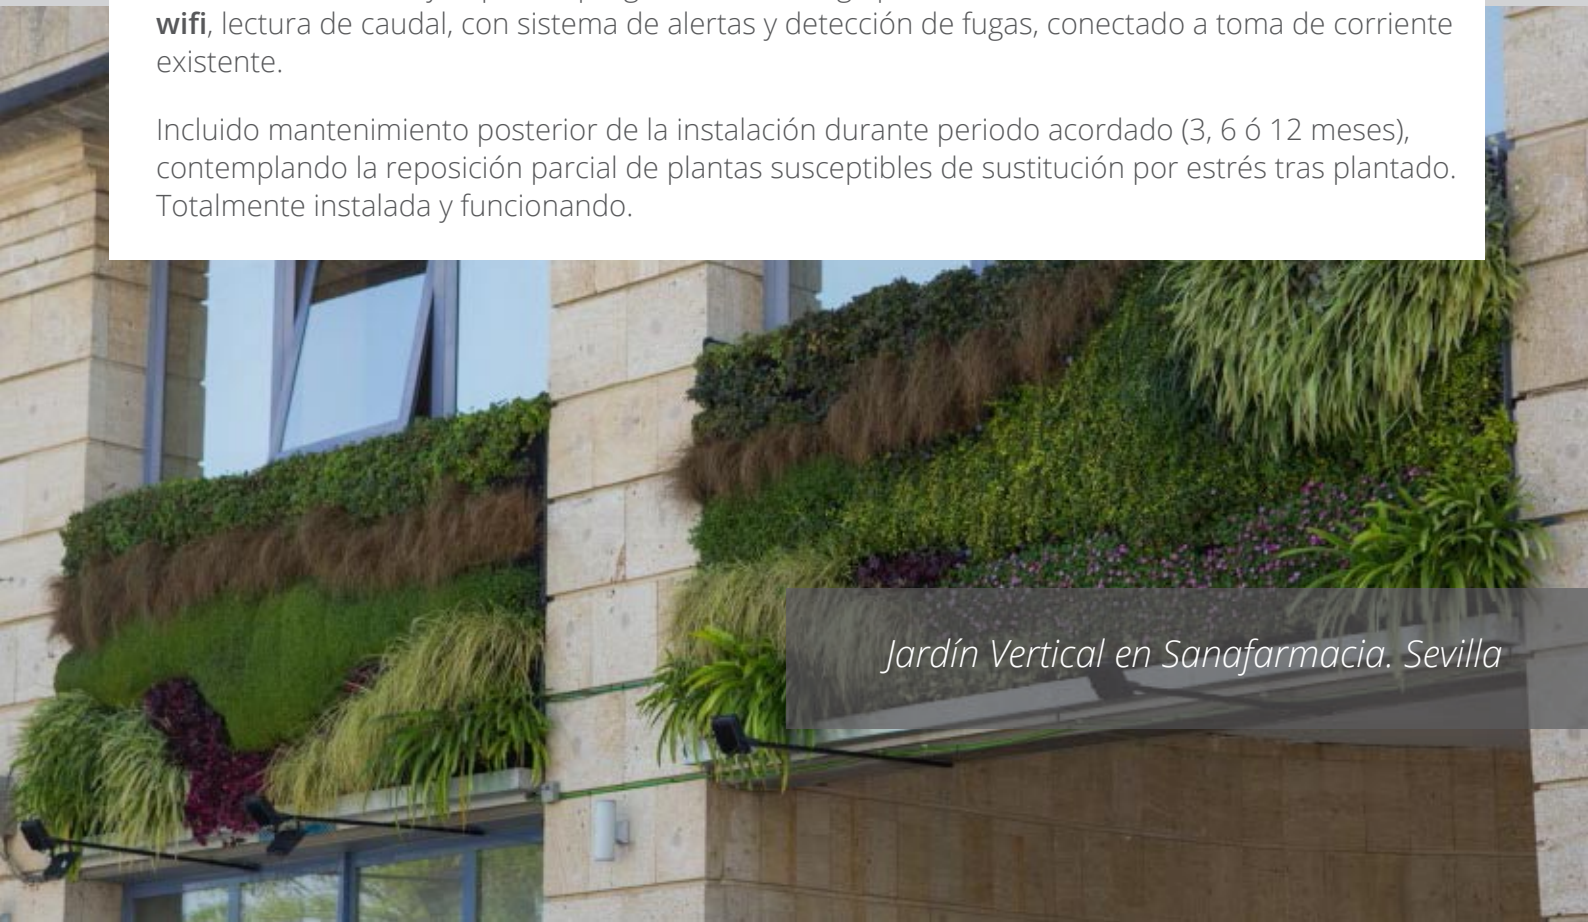 wifi, lectura de caudal, con sistema de alertas y detección de fugas, conectado a toma de corriente
existente.
Incluido mantenimiento posterior de la instalación durante periodo acordado (3, 6 ó 12 meses),
contemplando la reposición parcial de plantas susceptibles de sustitución por estrés tras plantado.
Totalmente instalada y funcionando.
Jardín Vertical en Sanafarmacia. Sevilla